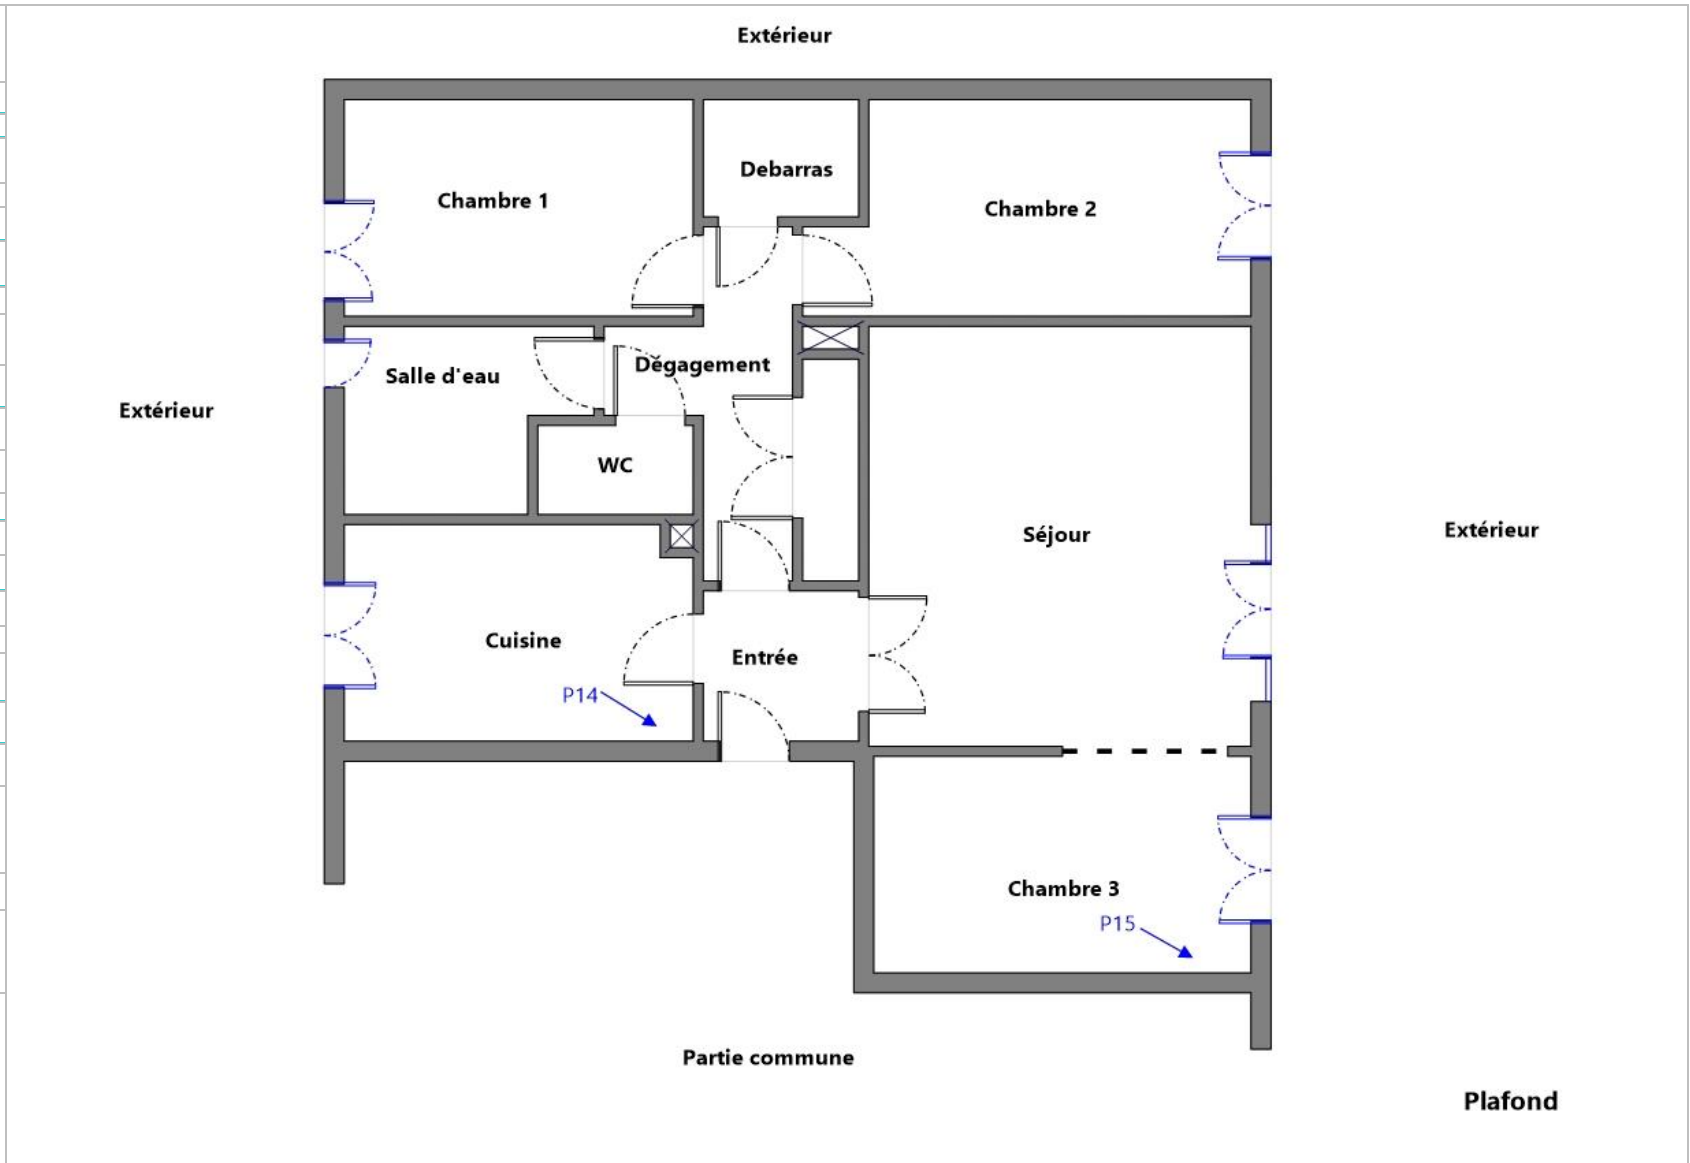 Extérieur
Debarras
Chambre 1
Chambre 2
Dégagement
Salle d'eau
Extérieur
WC
Séjour
Extérieur
Cuisine
Entrée
P14
Chambre 3
P15
Partie commune
Plafond